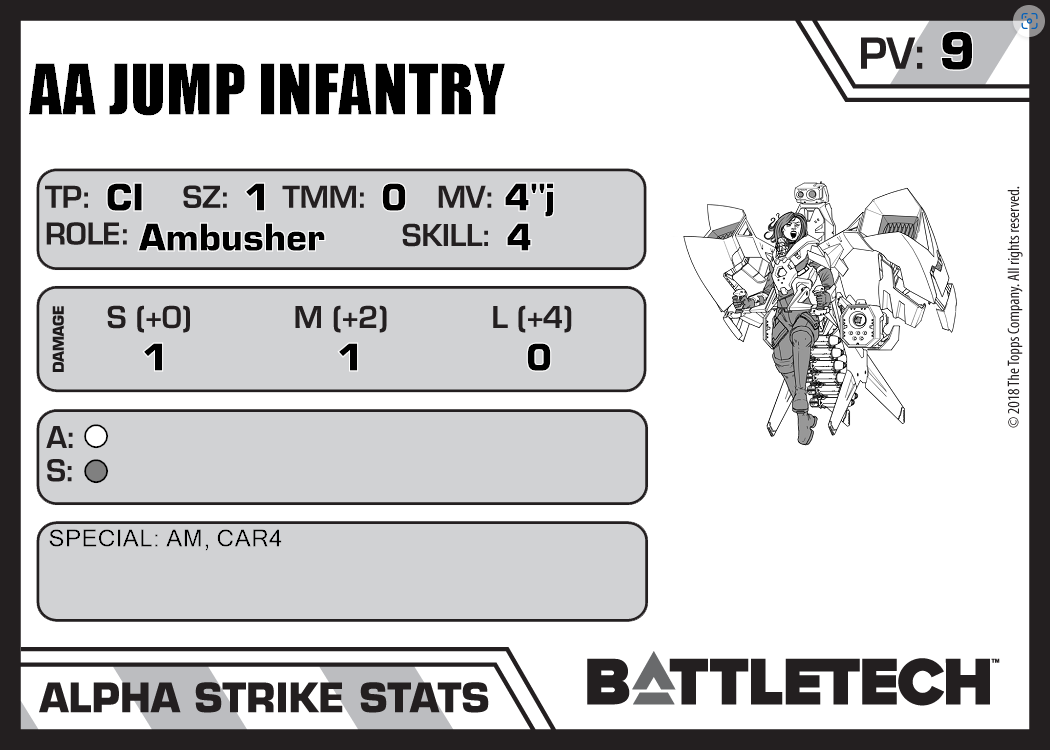 PV: 9
AA JUMP INFANTRY
TP: CI SZ: 1 TMM: 0 MV: 4"j
ROLE: Ambusher SKILL: 4
DAMAGE
S (+0) M (+2) L (+4)
1 1 0
A:
S:
SPECIAL: AM, CAR4
© 2018 The Topps Company. All rights reserved.
ALPHA STRIKE STATS
BATTLETECH™